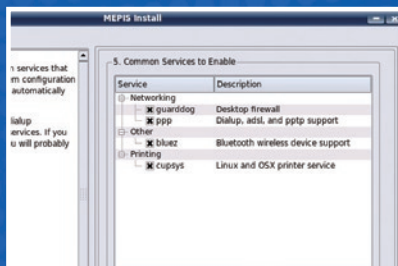 MEPIS Install
n services that
em configuration
automatically
dialup
ervices. If you
u will probably
5. Common Services to Enable
Service Description
Networking
guarddog Desktop firewall
ppp Dialup, adsl, and pptp support
Other
bluez Bluetooth wireless device support
Printing
cupsys Linux and OSX printer service